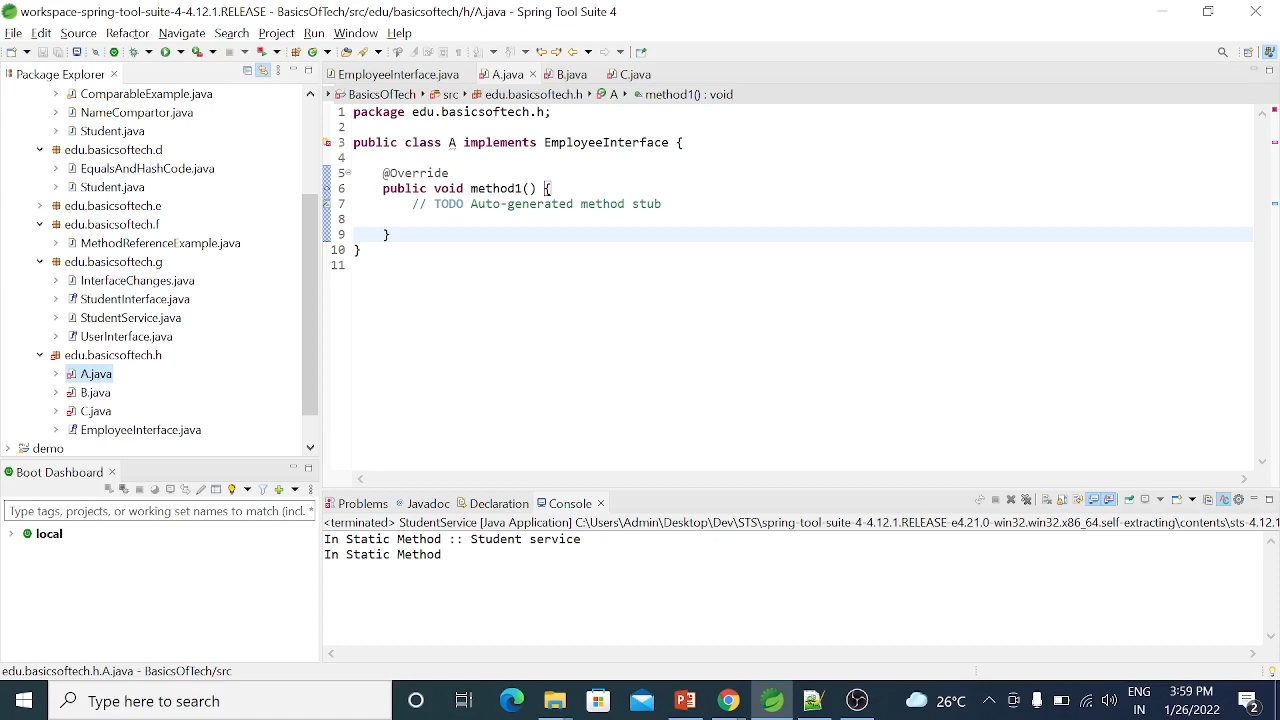 workspace-spring-tool-suite-4-4.12.1.RELEASE - BasicsOfTech/src/edu/basicsoftech/h/A.java - Spring Tool Suite 4
File Edit Source Refactor Navigate Search Project Run Window Help
Package Explorer
ComparableExample.java
NameCompartor.java
Student.java
edu.basicsoftech.d
EqualsAndHashCode.java
Student.java
edu.basicsoftech.e
edu.basicsoftech.f
MethodReferenceExample.java
edu.basicsoftech.g
InterfaceChanges.java
StudentInterface.java
StudentService.java
UserInterface.java
edu.basicsoftech.h
A.java
B.java
C.java
EmployeeInterface.java
demo
EmployeeInterface.java A.java B.java C.java
BasicsOfTech src edu.basicsoftech.h A method1() : void
1 package edu.basicsoftech.h;
2
3 public class A implements EmployeeInterface {
4
5 @Override
6 public void method1() {
7 // TODO Auto-generated method stub
8
9 }
10 }
11
Boot Dashboard
Type tags, projects, or working set names to match (incl. *
local
Problems Javadoc Declaration Console
<terminated> StudentService [Java Application] C:\Users\Admin\Desktop\Dev\STS\spring-tool-suite-4-4.12.1.RELEASE-e4.21.0-win32.win32.x86_64.self-extracting\contents\sts-4.12.1
In Static Method :: Student service
In Static Method
edu.basicsoftech.h.A.java - BasicsOfTech/src
Type here to search
26°C
ENG
IN
3:59 PM
1/26/2022
2